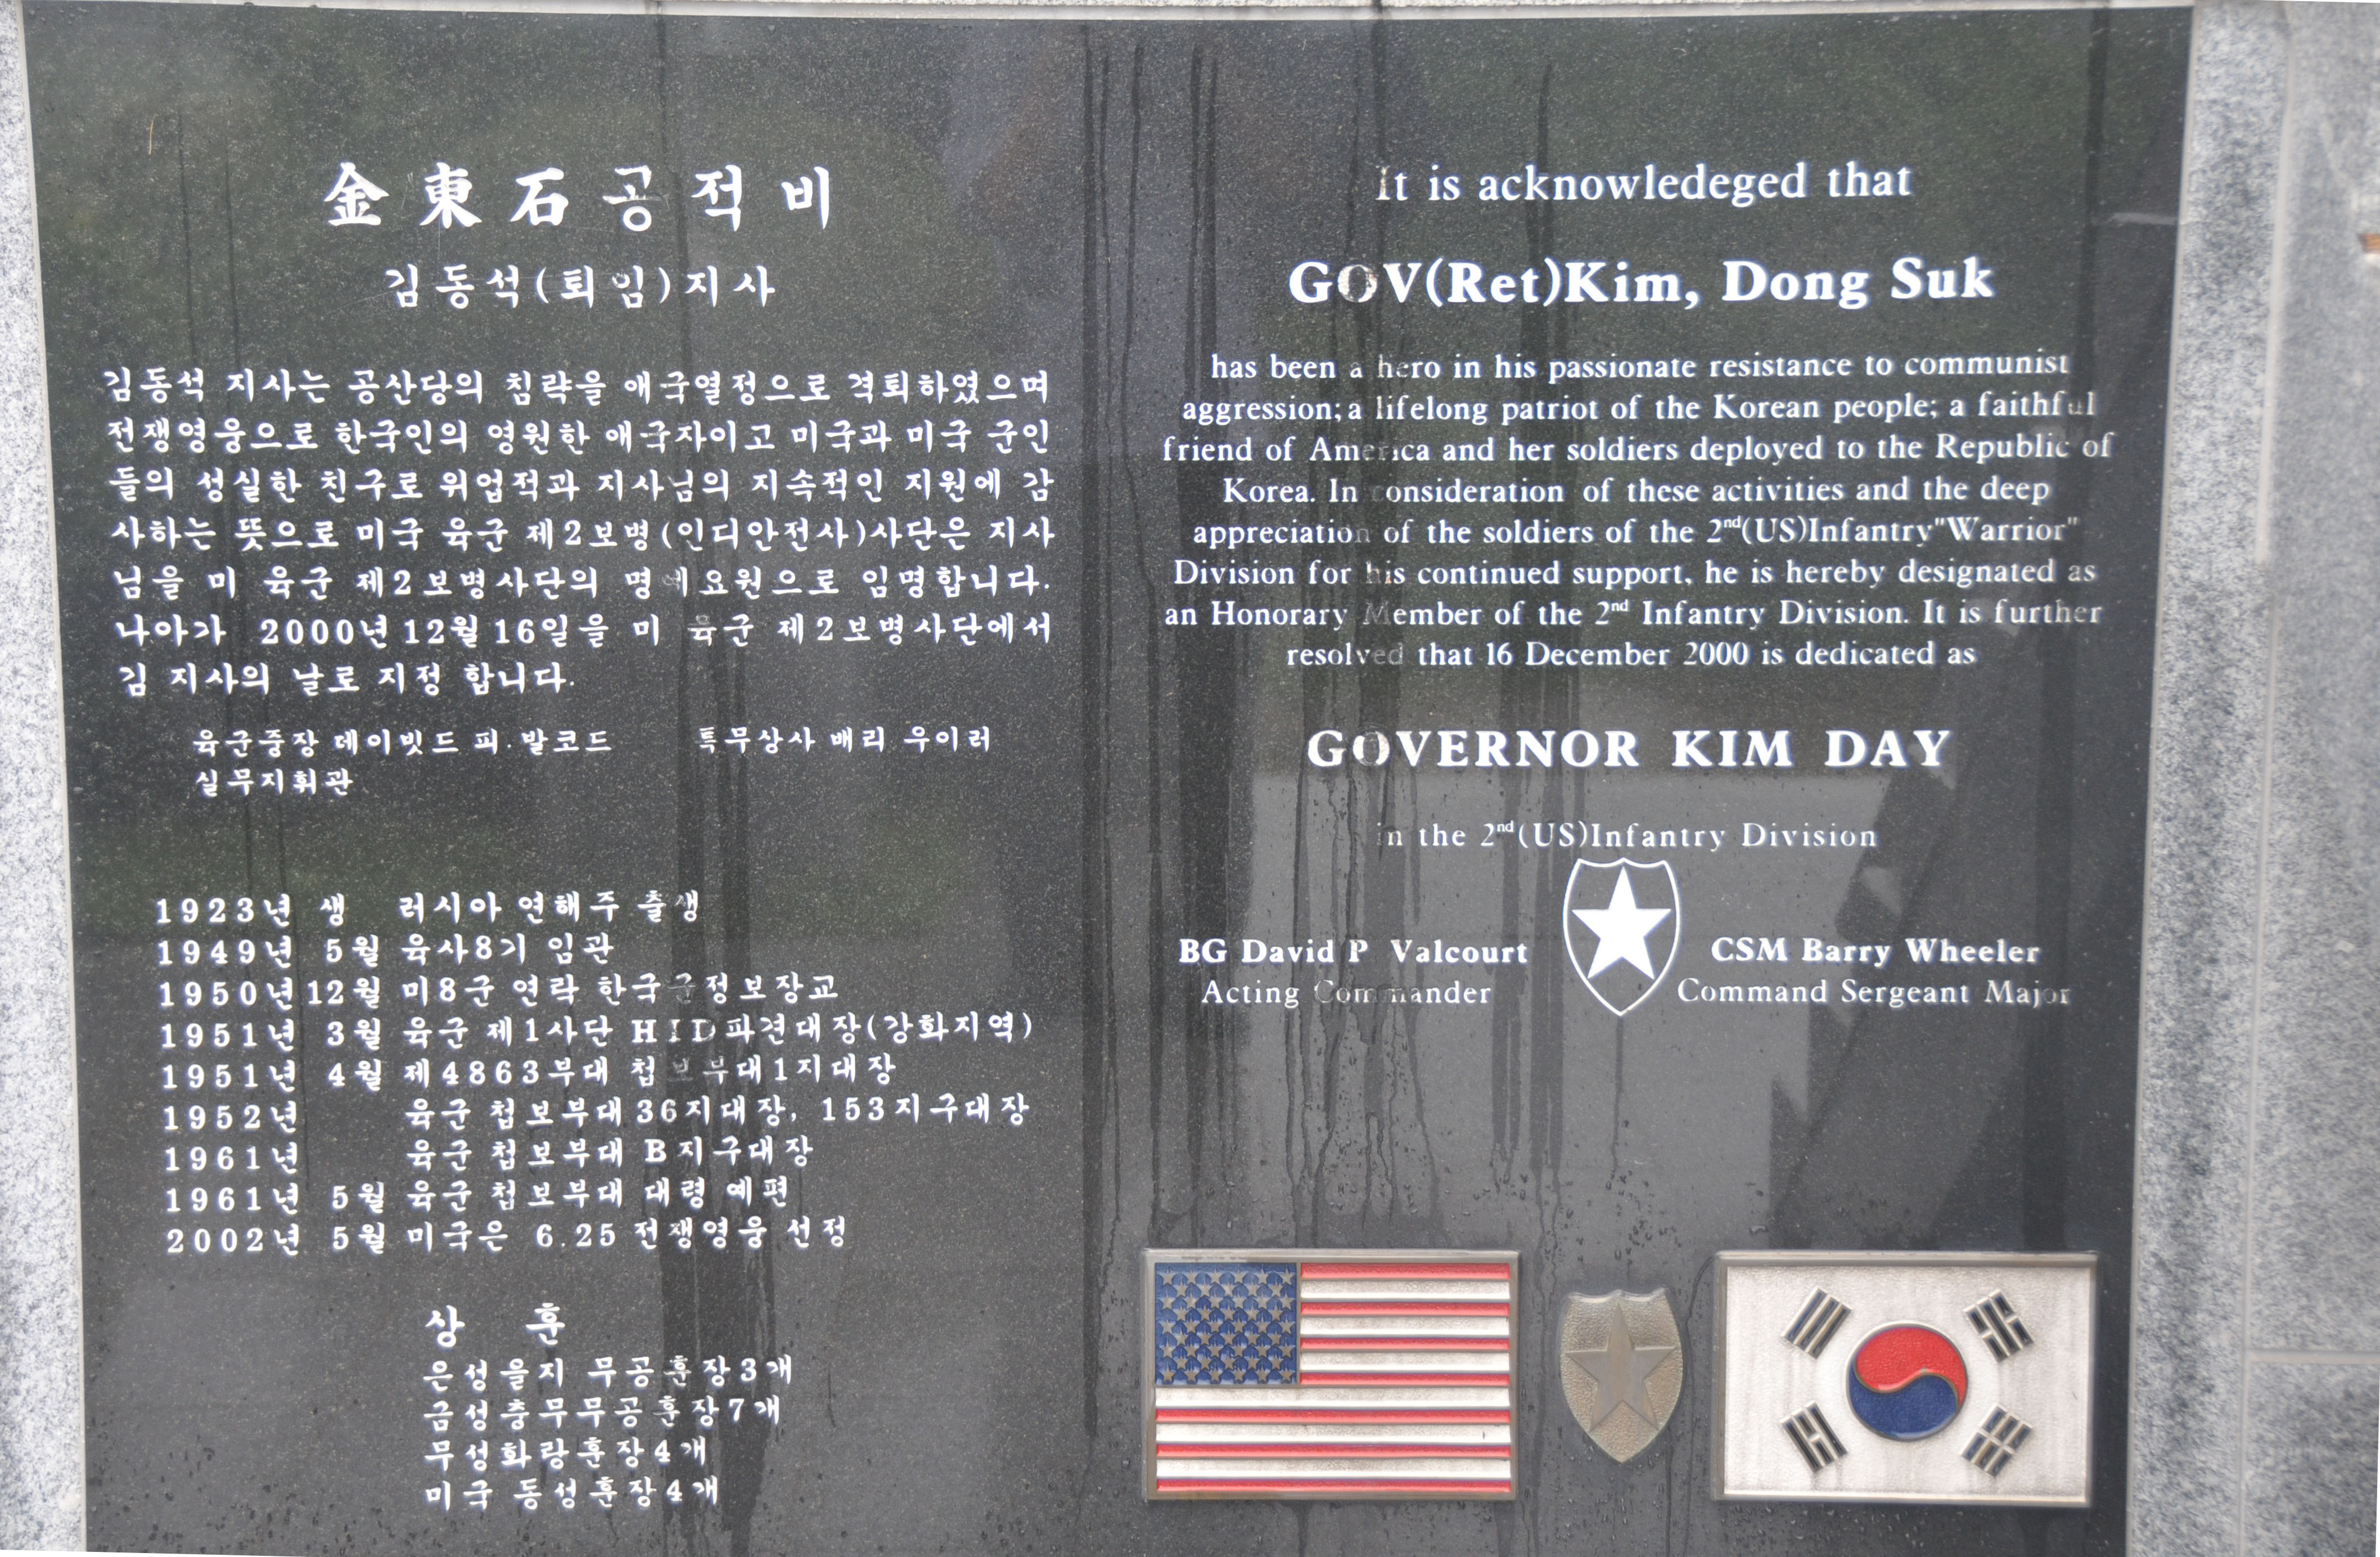 金東石공적비
김동석(퇴임)지사
김동석 지사는 공산당의 침략을 애국열정으로 격퇴하였으며
전쟁영웅으로 한국인의 영원한 애국자이고 미국과 미국 군인
들의 성실한 친구로 위업적과 지사님의 지속적인 지원에 감
사하는 뜻으로 미국 육군 제2보병(인디안전사)사단은 지사
님을 미 육군 제2보병사단의 명예요원으로 임명합니다.
나아가 2000년 12월 16일을 미 육군 제2보병사단에서
김 지사의 날로 지정 합니다.
육군중장 데이빗드 피.발코드 특무상사 배리 우이러
실무지휘관
1923년 생 러시아 연해주 출생
1949년 5월 육사8기 임관
1950년 12월 미8군 연락 한국군정보장교
1951년 3월 육군 제1사단 HID파견대장(강화지역)
1951년 4월 제4863부대 첩보부대1지대장
1952년 육군 첩보부대 36지대장, 153지구대장
1961년 육군 첩보부대 B지구대장
1961년 5월 육군 첩보부대 대령 예편
2002년 5월 미국은 6.25 전쟁영웅 선정
상 훈
은성을지 무공훈장3개
금성충무무공훈장7개
무성화랑훈장4개
미국 동성훈장4개
It is acknowledeged that
GOV(Ret)Kim, Dong Suk
has been a hero in his passionate resistance to communist
aggression; a lifelong patriot of the Korean people; a faithful
friend of America and her soldiers deployed to the Republic of
Korea. In consideration of these activities and the deep
appreciation of the soldiers of the 2nd(US)Infantry"Warrior"
Division for his continued support, he is hereby designated as
an Honorary Member of the 2nd Infantry Division. It is further
resolved that 16 December 2000 is dedicated as
GOVERNOR KIM DAY
in the 2nd(US)Infantry Division
BG David P Valcourt CSM Barry Wheeler
Acting Commander Command Sergeant Major